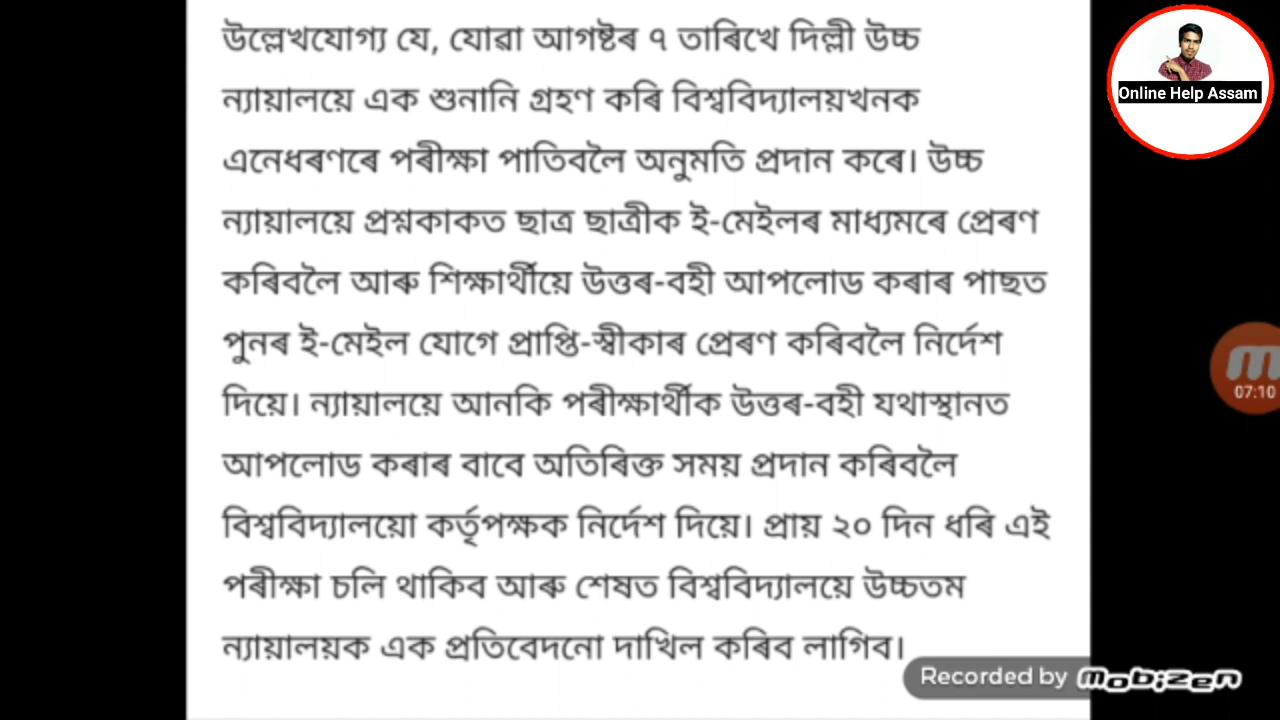 উল্লেখযোগ্য যে, যোৱা আগষ্টৰ ৭ তাৰিখে দিল্লী উচ্চ
ন্যায়ালয়ে এক শুনানি গ্ৰহণ কৰি বিশ্ববিদ্যালয়খনক
এনেধৰণৰে পৰীক্ষা পাতিবলৈ অনুমতি প্ৰদান কৰে। উচ্চ
ন্যায়ালয়ে প্ৰশ্নকাকত ছাত্ৰ ছাত্ৰীক ই-মেইলৰ মাধ্যমৰে প্ৰেৰণ
কৰিবলৈ আৰু শিক্ষাৰ্থীয়ে উত্তৰ-বহী আপলোড কৰাৰ পাছত
পুনৰ ই-মেইল যোগে প্ৰাপ্তি-স্বীকাৰ প্ৰেৰণ কৰিবলৈ নিৰ্দেশ
দিয়ে। ন্যায়ালয়ে আনকি পৰীক্ষাৰ্থীক উত্তৰ-বহী যথাস্থানত
আপলোড কৰাৰ বাবে অতিৰিক্ত সময় প্ৰদান কৰিবলৈ
বিশ্ববিদ্যালয়ো কৰ্তৃপক্ষক নিৰ্দেশ দিয়ে। প্ৰায় ২০ দিন ধৰি এই
পৰীক্ষা চলি থাকিব আৰু শেষত বিশ্ববিদ্যালয়ে উচ্চতম
ন্যায়ালয়ক এক প্ৰতিবেদনো দাখিল কৰিব লাগিব।
Online Help Assam
07:10
Recorded by mobizen